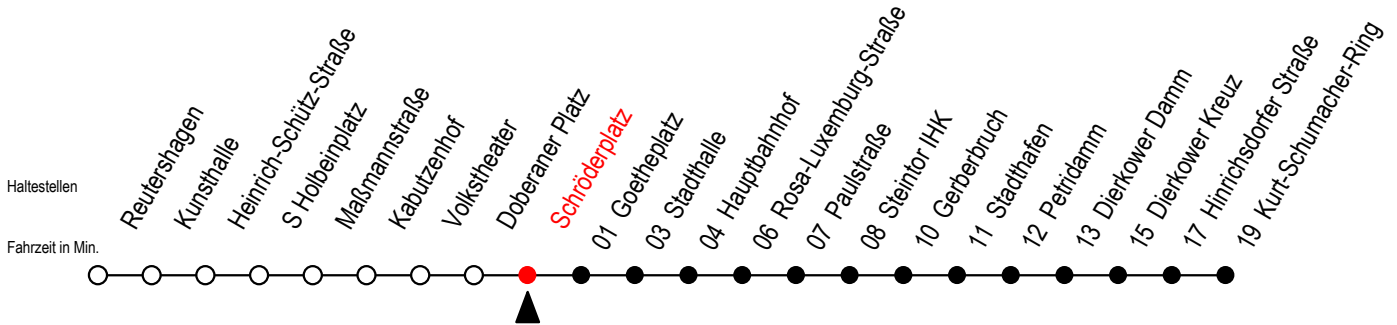 Haltestellen
Fahrzeit in Min.
Reutershagen
Kunsthalle
Heinrich-Schütz-Straße
S Holbeinplatz
Maßmannstraße
Kabutzenhof
Volkstheater
Doberaner Platz
Schröderplatz
01 Goetheplatz
03 Stadthalle
04 Hauptbahnhof
06 Rosa-Luxemburg-Straße
07 Paulstraße
08 Steintor IHK
10 Gerberbruch
11 Stadthafen
12 Petridamm
13 Dierkower Damm
15 Dierkower Kreuz
17 Hinrichsdorfer Straße
19 Kurt-Schumacher-Ring